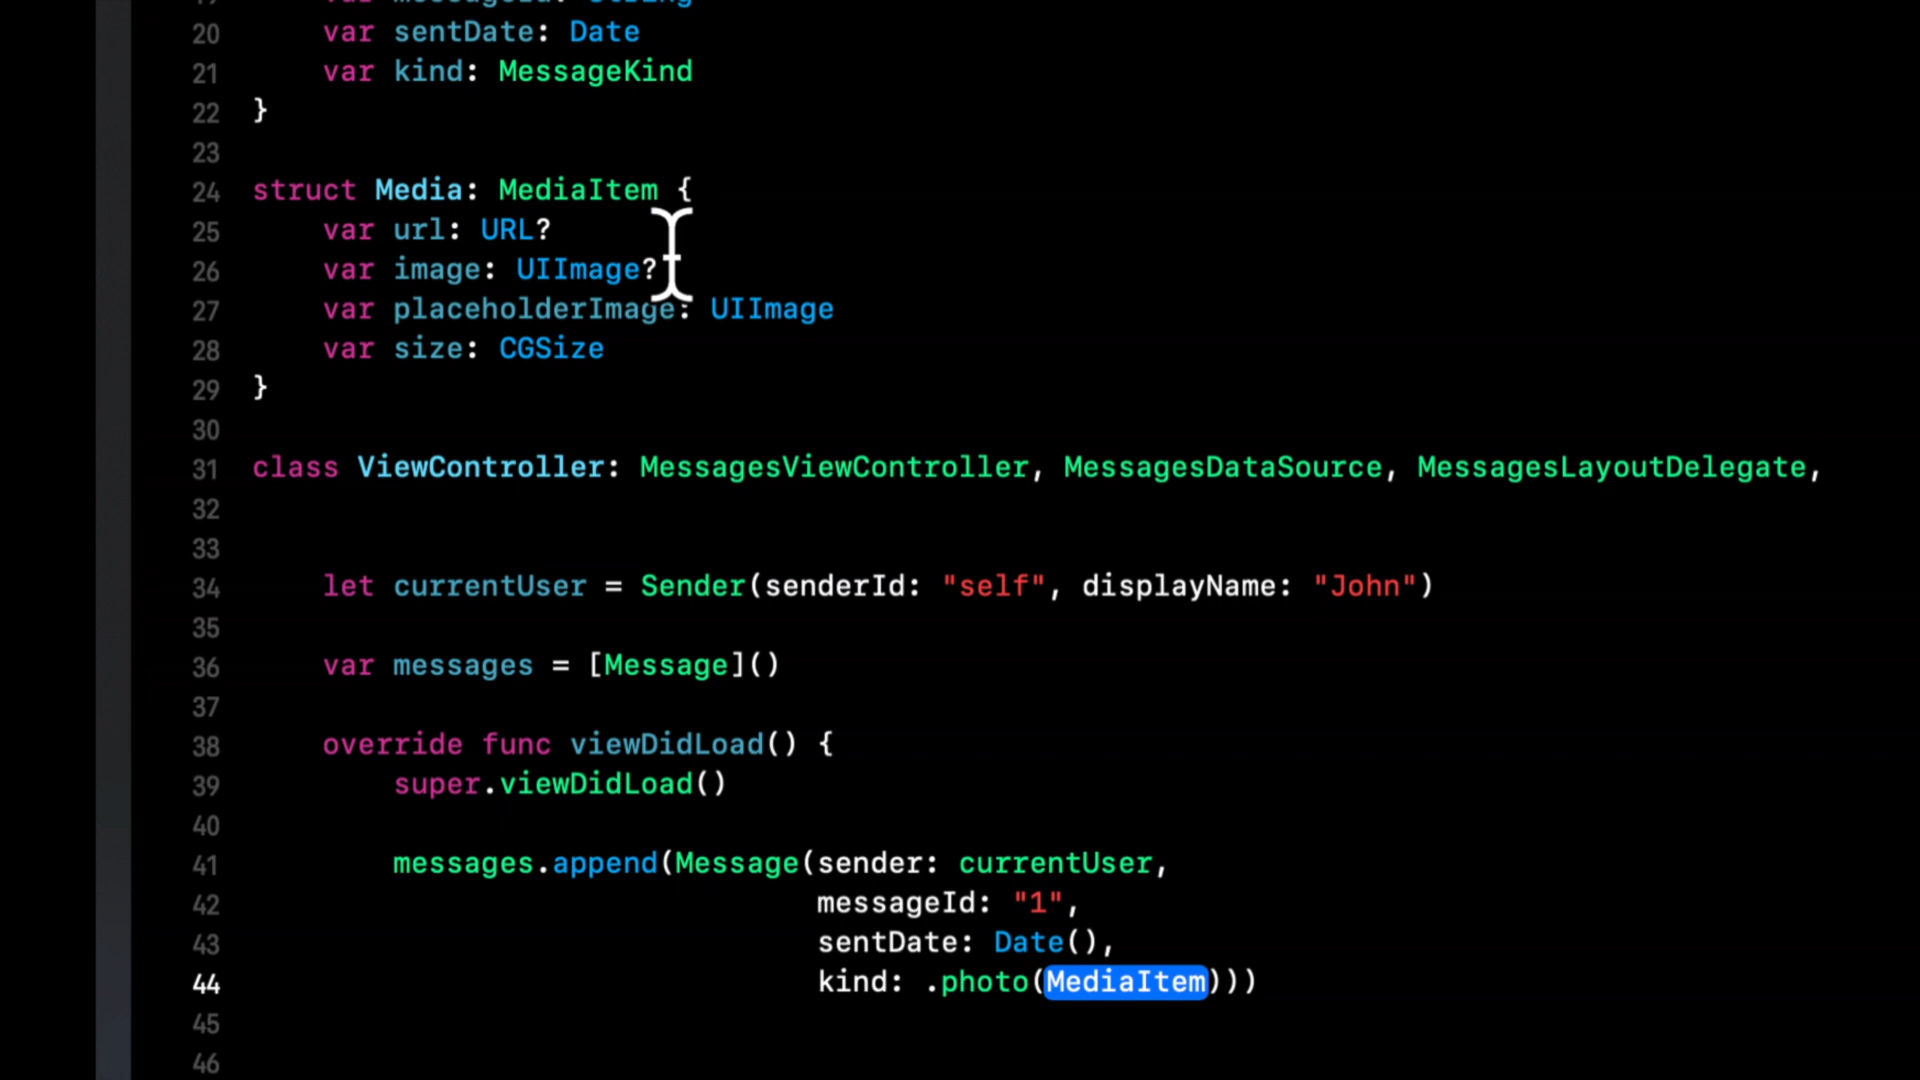 20 var sentDate: Date
21 var kind: MessageKind
22 }
23
24 struct Media: MediaItem {
25 var url: URL?
26 var image: UIImage?
27 var placeholderImage: UIImage
28 var size: CGSize
29 }
30
31 class ViewController: MessagesViewController, MessagesDataSource, MessagesLayoutDelegate,
32
33
34 let currentUser = Sender(senderId: "self", displayName: "John")
35
36 var messages = [Message]()
37
38 override func viewDidLoad() {
39 super.viewDidLoad()
40
41 messages.append(Message(sender: currentUser,
42 messageId: "1",
43 sentDate: Date(),
44 kind: .photo(MediaItem)))
45
46